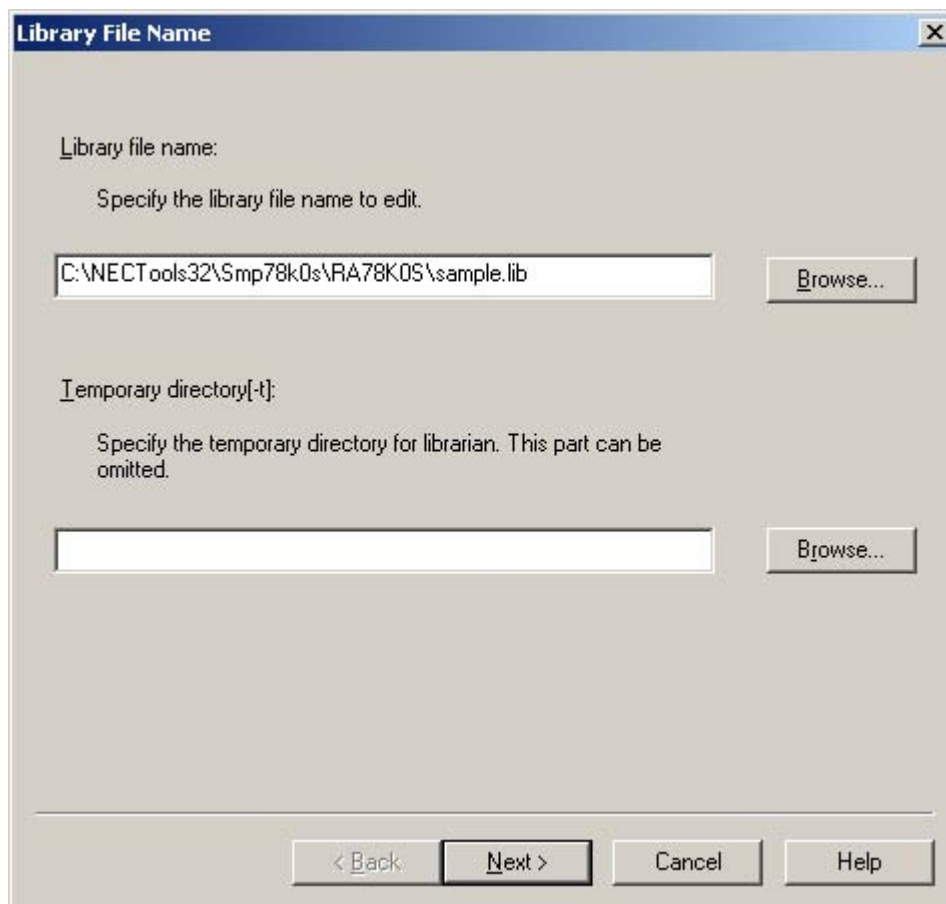 Library File Name
Library file name:
Specify the library file name to edit.
C:\NECTools32\Smp78k0s\RA78K0S\sample.lib
Browse...
Temporary directory[-t]:
Specify the temporary directory for librarian. This part can be
omitted.
Browse...
< Back
Next >
Cancel
Help